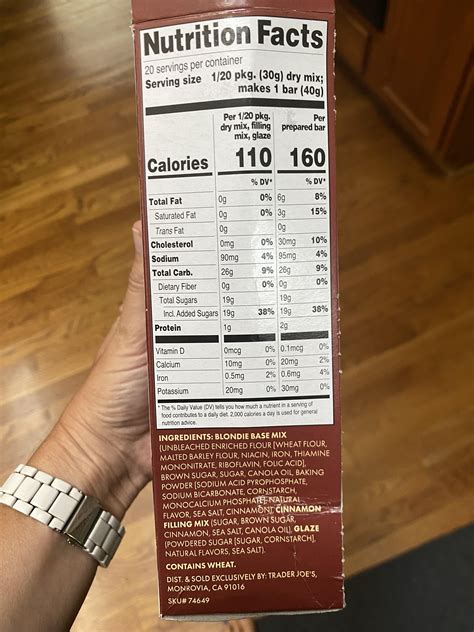 Nutrition Facts
20 servings per container
Serving size 1/20 pkg. (30g) dry mix;
makes 1 bar (40g)
Per 1/20 pkg. dry mix, filling mix, glaze
Per prepared bar
Calories 110 160
% DV* % DV*
Total Fat 0g 0% 6g 8%
Saturated Fat 0g 0% 3g 15%
Trans Fat 0g 0g
Cholesterol 0mg 0% 30mg 10%
Sodium 90mg 4% 95mg 4%
Total Carb. 26g 9% 26g 9%
Dietary Fiber 0g 0% 0g 0%
Total Sugars 19g 19g
Incl. Added Sugars 19g 38% 19g 38%
Protein 1g 2g
Vitamin D 0mcg 0% 0.1mcg 0%
Calcium 10mg 0% 20mg 2%
Iron 0.5mg 2% 0.6mg 4%
Potassium 20mg 0% 30mg 0%
* The % Daily Value (DV) tells you how much a nutrient in a serving of
food contributes to a daily diet. 2,000 calories a day is used for general
nutrition advice.
INGREDIENTS: BLONDIE BASE MIX
(UNBLEACHED ENRICHED FLOUR [WHEAT FLOUR,
MALTED BARLEY FLOUR, NIACIN, IRON, THIAMINE
MONONITRATE, RIBOFLAVIN, FOLIC ACID],
BROWN SUGAR, SUGAR, CANOLA OIL, BAKING
POWDER [SODIUM ACID PYROPHOSPHATE,
SODIUM BICARBONATE, CORNSTARCH,
MONOCALCIUM PHOSPHATE], NATURAL
FLAVOR, SEA SALT, CINNAMON), CINNAMON
FILLING MIX (SUGAR, BROWN SUGAR,
CINNAMON, SEA SALT, CANOLA OIL), GLAZE
(POWDERED SUGAR [SUGAR, CORNSTARCH],
NATURAL FLAVORS, SEA SALT).
CONTAINS WHEAT.
DIST. & SOLD EXCLUSIVELY BY: TRADER JOE'S,
MONROVIA, CA 91016
SKU# 74649